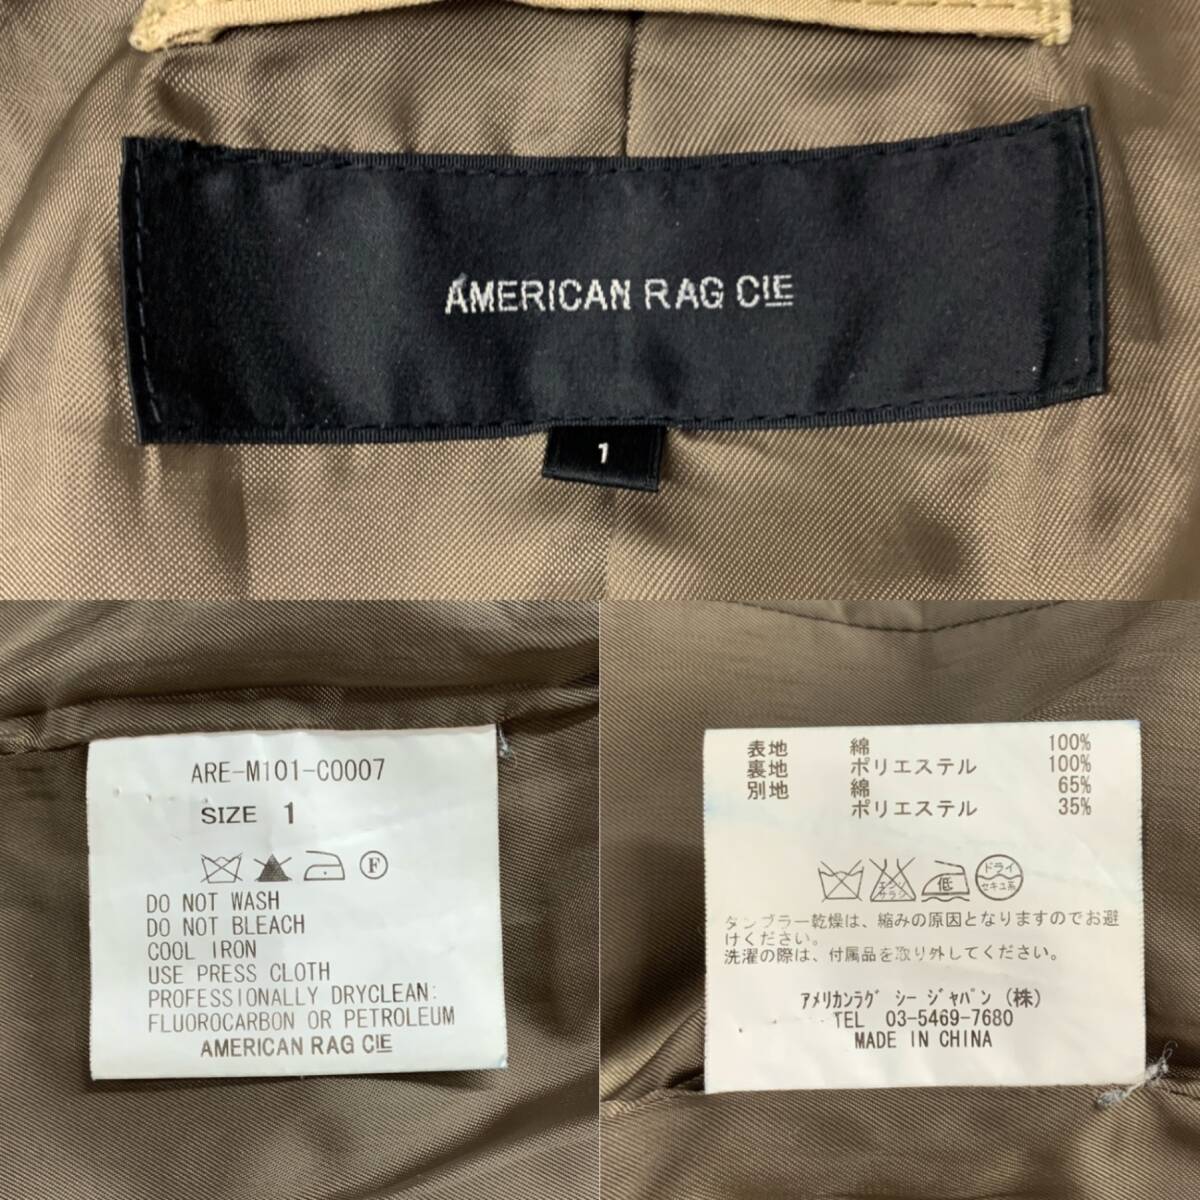 AMERICAN RAG CIE
1
ARE-M101-C0007
SIZE 1
F
DO NOT WASH
DO NOT BLEACH
COOL IRON
USE PRESS CLOTH
PROFESSIONALLY DRYCLEAN:
FLUOROCARBON OR PETROLEUM
AMERICAN RAG CIE
表地 綿 100%
裏地 ポリエステル 100%
別地 綿 65%
ポリエステル 35%
エンソサラシ 低 ドライ セキユ系
タンブラー乾燥は、縮みの原因となりますのでお避
けください。
洗濯の際は、付属品を取り外してください。
アメリカンラグ シー ジャパン(株)
TEL 03-5469-7680
MADE IN CHINA